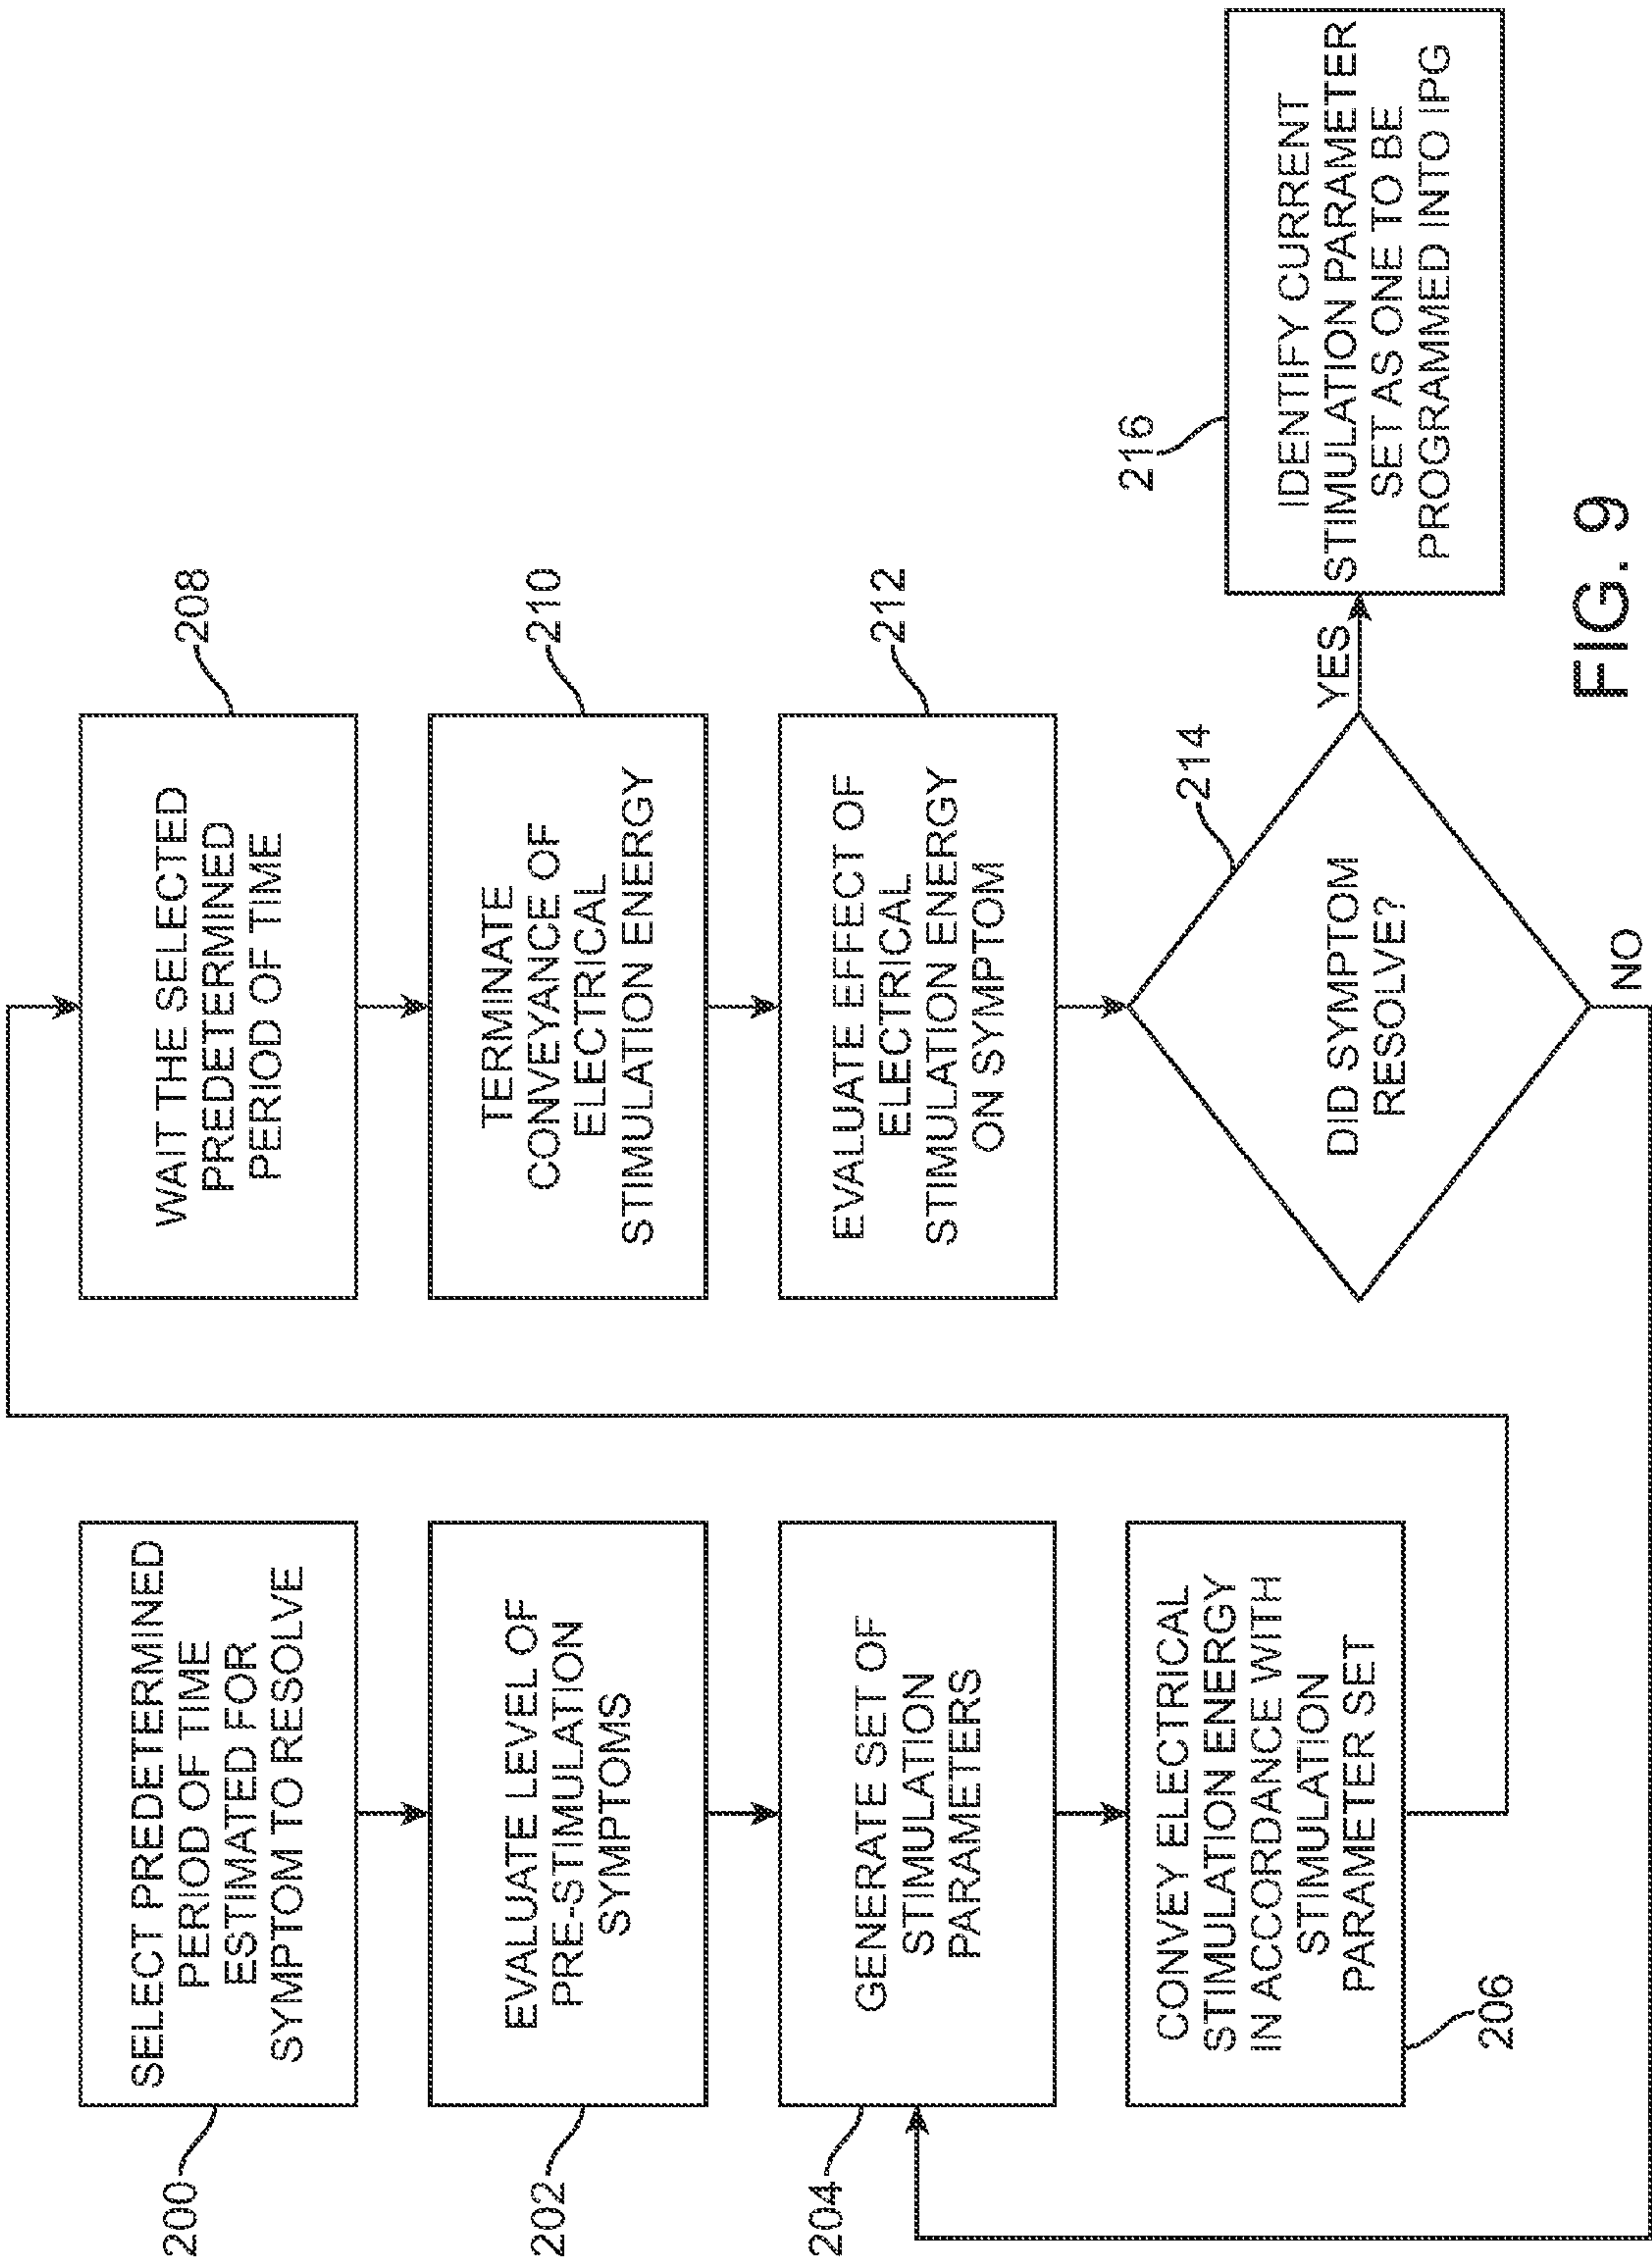 200
SELECT PREDETERMINED
PERIOD OF TIME
ESTIMATED FOR
SYMPTOM TO RESOLVE
202
EVALUATE LEVEL OF
PRE-STIMULATION
SYMPTOMS
204
GENERATE SET OF
STIMULATION
PARAMETERS
CONVEY ELECTRICAL
STIMULATION ENERGY
IN ACCORDANCE WITH
STIMULATION
PARAMETER SET
206
WAIT THE SELECTED
PREDETERMINED
PERIOD OF TIME
208
TERMINATE
CONVEYANCE OF
ELECTRICAL
STIMULATION ENERGY
210
EVALUATE EFFECT OF
ELECTRICAL
STIMULATION ENERGY
ON SYMPTOM
212
214
DID SYMPTOM
RESOLVE?
YES
NO
216
IDENTIFY CURRENT
STIMULATION PARAMETER
SET AS ONE TO BE
PROGRAMMED INTO IPG
FIG. 9